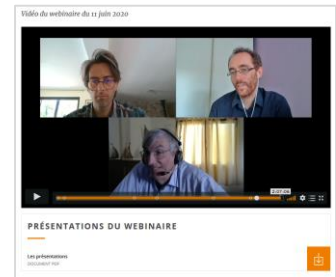 Vidéo du webinaire du 11 juin 2020
2:07:06
PRÉSENTATIONS DU WEBINAIRE
Les présentations
DOCUMENT PDF